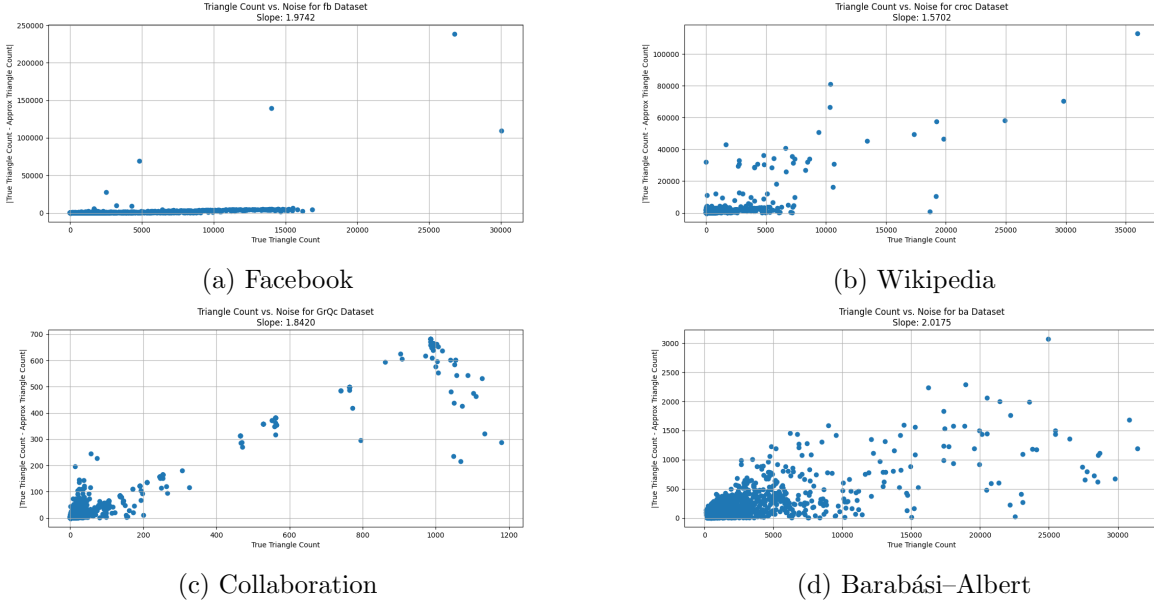 Triangle Count vs. Noise for fb Dataset
Slope: 1.9742
|True Triangle Count - Approx Triangle Count|
250000
200000
150000
100000
50000
0
0 5000 10000 15000 20000 25000 30000
True Triangle Count
(a) Facebook
Triangle Count vs. Noise for croc Dataset
Slope: 1.5702
|True Triangle Count - Approx Triangle Count|
100000
80000
60000
40000
20000
0
0 5000 10000 15000 20000 25000 30000 35000
True Triangle Count
(b) Wikipedia
Triangle Count vs. Noise for GrQc Dataset
Slope: 1.8420
|True Triangle Count - Approx Triangle Count|
700
600
500
400
300
200
100
0
0 200 400 600 800 1000 1200
True Triangle Count
(c) Collaboration
Triangle Count vs. Noise for ba Dataset
Slope: 2.0175
|True Triangle Count - Approx Triangle Count|
3000
2500
2000
1500
1000
500
0
0 5000 10000 15000 20000 25000 30000
True Triangle Count
(d) Barabási–Albert